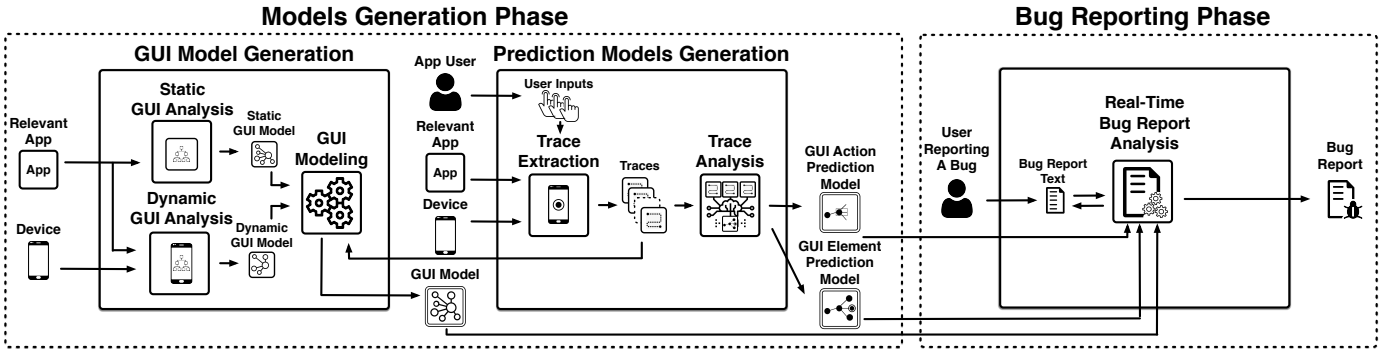 Models Generation Phase
Bug Reporting Phase
GUI Model Generation
Prediction Models Generation
Relevant
App
App
Device
Static
GUI Analysis
Static
GUI Model
Dynamic
GUI Analysis
Dynamic
GUI Model
GUI
Modeling
App User
User Inputs
Relevant
App
App
Device
Trace
Extraction
Traces
Trace
Analysis
GUI Model
GUI Action
Prediction
Model
GUI Element
Prediction
Model
User
Reporting
A Bug
Bug Report
Text
Real-Time
Bug Report
Analysis
Bug
Report